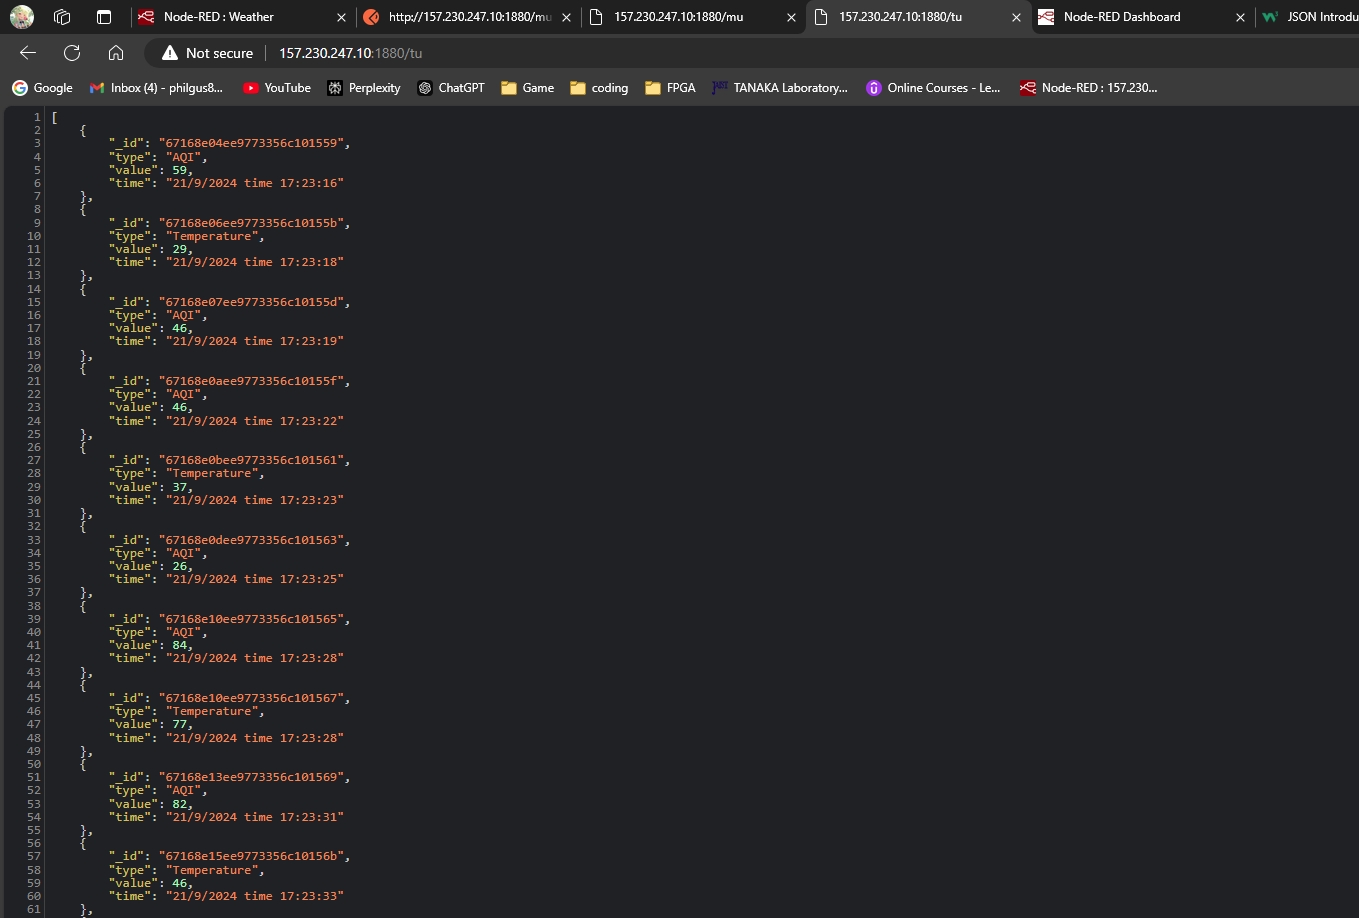 Node-RED : Weather
http://157.230.247.10:1880/mu
157.230.247.10:1880/mu
157.230.247.10:1880/tu
Node-RED Dashboard
JSON Introdu
Not secure
157.230.247.10:1880/tu
Google
Inbox (4) - philgus8...
YouTube
Perplexity
ChatGPT
Game
coding
FPGA
TANAKA Laboratory...
Online Courses - Le...
Node-RED : 157.230...
1 [
2 {
3 "_id": "67168e04ee9773356c101559",
4 "type": "AQI",
5 "value": 59,
6 "time": "21/9/2024 time 17:23:16"
7 },
8 {
9 "_id": "67168e06ee9773356c10155b",
10 "type": "Temperature",
11 "value": 29,
12 "time": "21/9/2024 time 17:23:18"
13 },
14 {
15 "_id": "67168e07ee9773356c10155d",
16 "type": "AQI",
17 "value": 46,
18 "time": "21/9/2024 time 17:23:19"
19 },
20 {
21 "_id": "67168e0aee9773356c10155f",
22 "type": "AQI",
23 "value": 46,
24 "time": "21/9/2024 time 17:23:22"
25 },
26 {
27 "_id": "67168e0bee9773356c101561",
28 "type": "Temperature",
29 "value": 37,
30 "time": "21/9/2024 time 17:23:23"
31 },
32 {
33 "_id": "67168e0dee9773356c101563",
34 "type": "AQI",
35 "value": 26,
36 "time": "21/9/2024 time 17:23:25"
37 },
38 {
39 "_id": "67168e10ee9773356c101565",
40 "type": "AQI",
41 "value": 84,
42 "time": "21/9/2024 time 17:23:28"
43 },
44 {
45 "_id": "67168e10ee9773356c101567",
46 "type": "Temperature",
47 "value": 77,
48 "time": "21/9/2024 time 17:23:28"
49 },
50 {
51 "_id": "67168e13ee9773356c101569",
52 "type": "AQI",
53 "value": 82,
54 "time": "21/9/2024 time 17:23:31"
55 },
56 {
57 "_id": "67168e15ee9773356c10156b",
58 "type": "Temperature",
59 "value": 46,
60 "time": "21/9/2024 time 17:23:33"
61 },